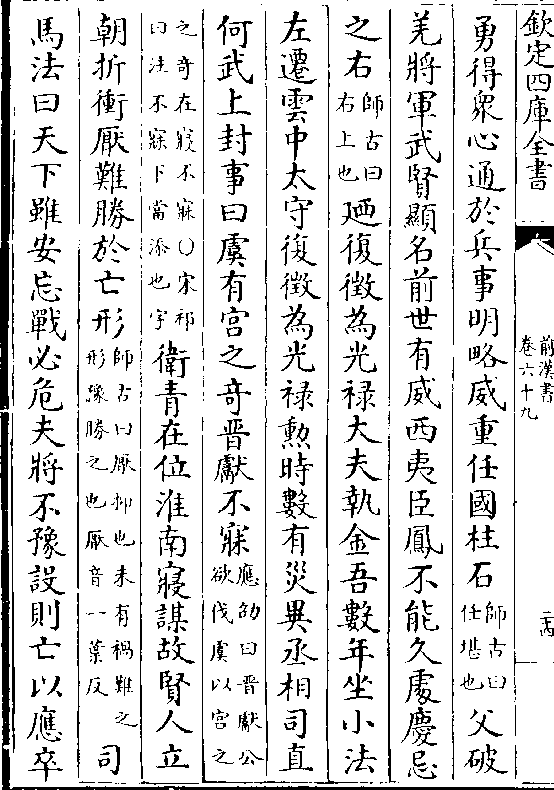 欽定四庫全書
前漢書
卷六十九
二十四
勇得衆心通於兵事明略威重任國柱石師古曰任堪也父破
羌將軍武賢顯名前世有威西夷臣鳳不能久處慶忌
之右師古曰右上也廼復徵為光禄大夫執金吾數年坐小法
左遷雲中太守復徵為光禄勲時數有災異丞相司直
何武上封事曰虞有宫之奇晋獻不寐應劭曰晋獻公欲伐虞以宫之
之奇在寢不寐○宋祁曰注不寐下當添也字衛青在位淮南寢謀故賢人立
朝折衝厭難勝於亡形師古曰厭抑也未有禍難之形豫勝之也厭音一葉反司
馬法曰天下雖安忘戰必危夫將不豫設則亡以應卒